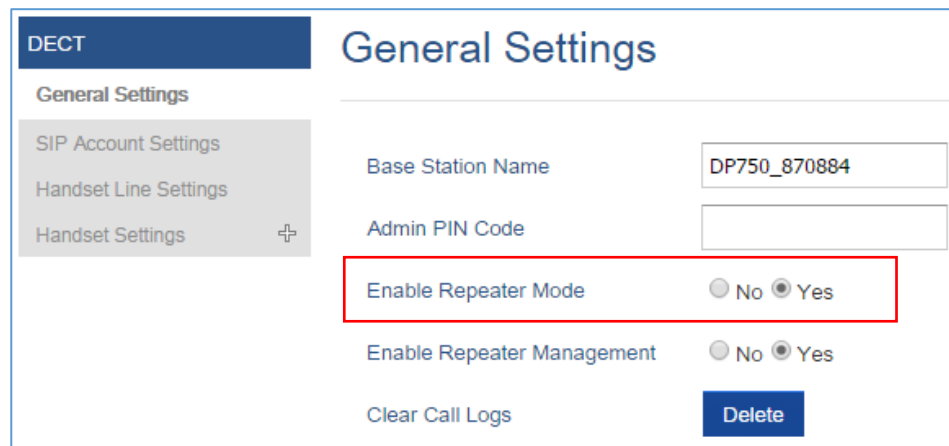 DECT
General Settings
SIP Account Settings
Handset Line Settings
Handset Settings
General Settings
Base Station Name DP750_870884
Admin PIN Code
Enable Repeater Mode No Yes
Enable Repeater Management No Yes
Clear Call Logs Delete